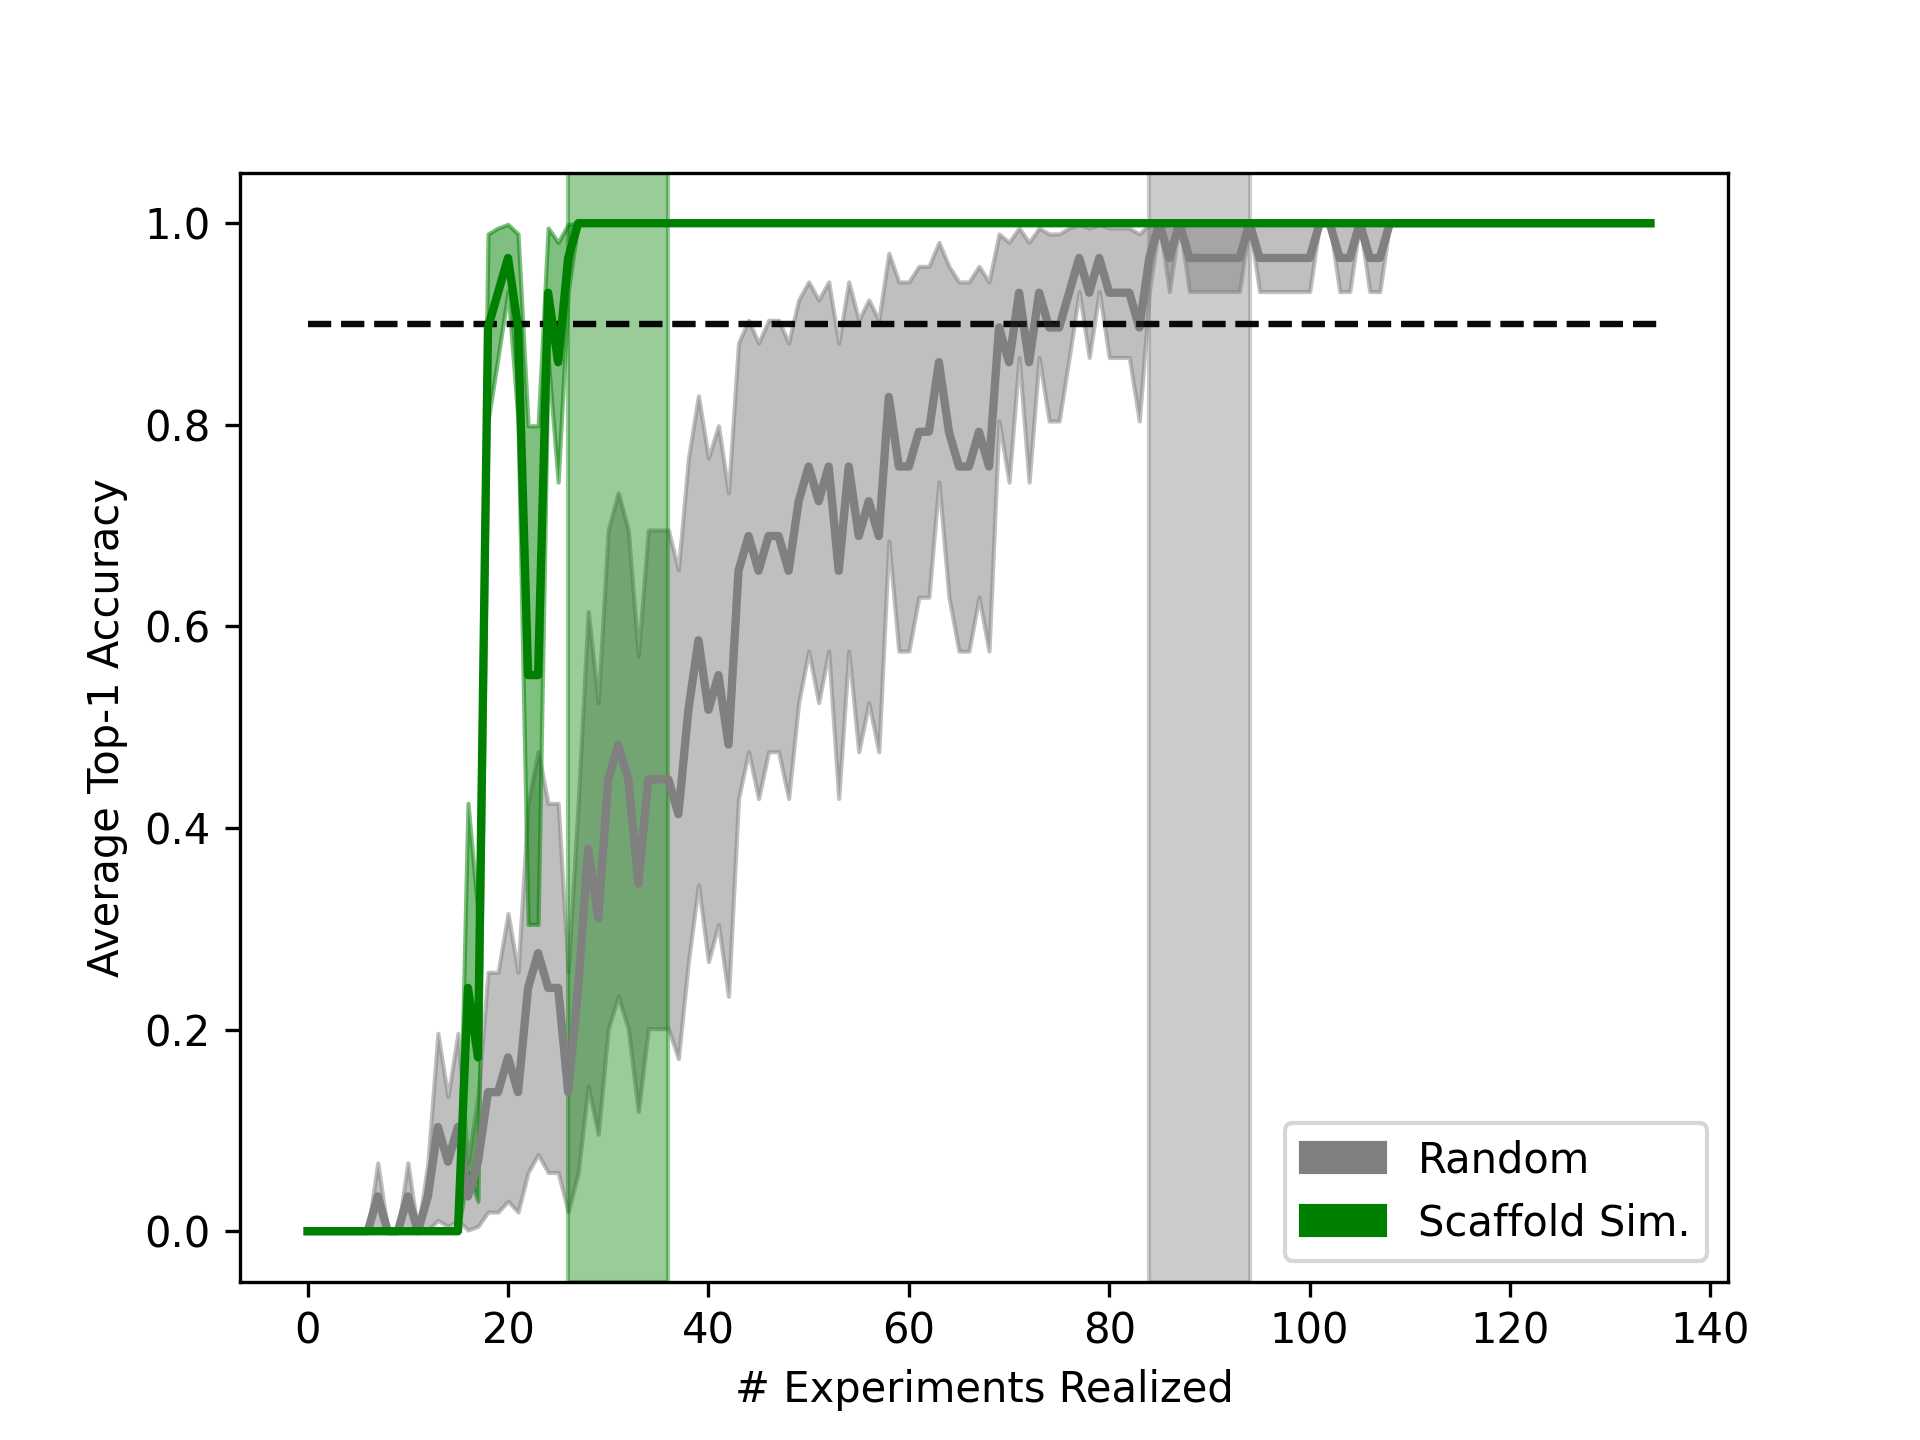 1.0
0.8
0.6
0.4
0.2
0.0
Average Top-1 Accuracy
0 20 40 60 80 100 120 140
# Experiments Realized
Random
Scaffold Sim.